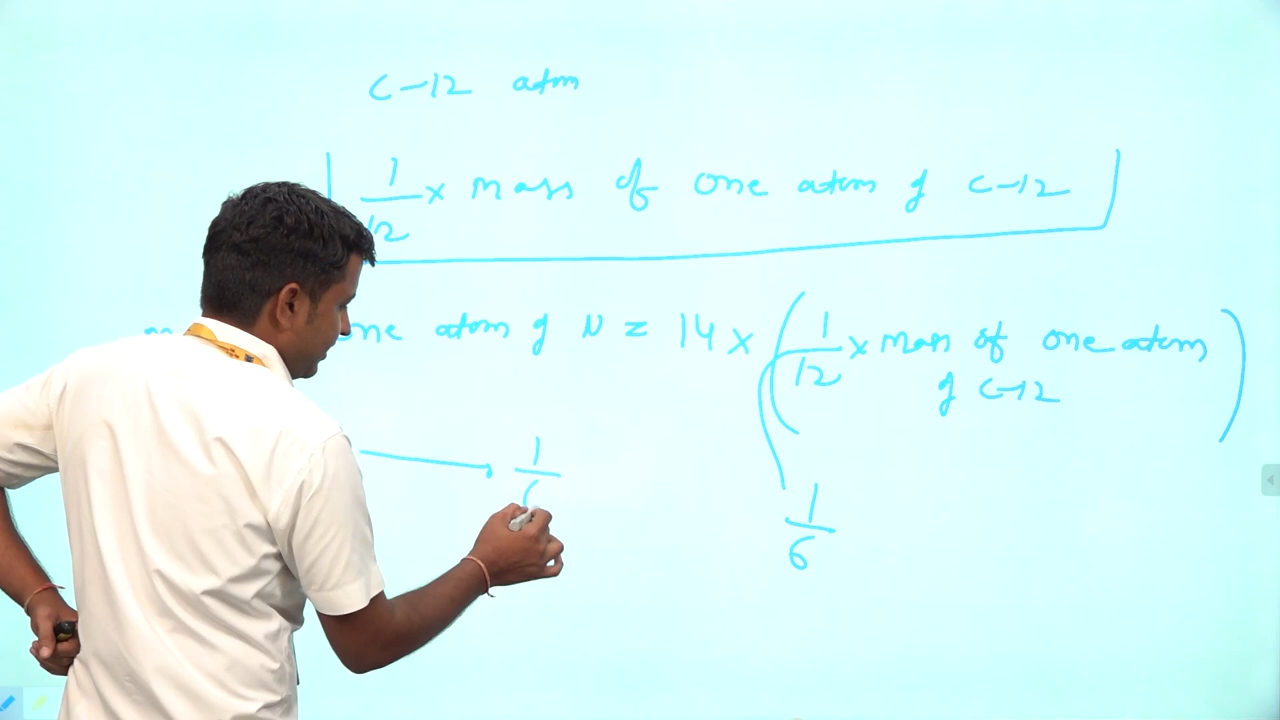 C-12 atom
1/12 × mass of one atom of C-12
one atom of N = 14 × ( 1/12 × mass of one atom of C-12 )
1/6